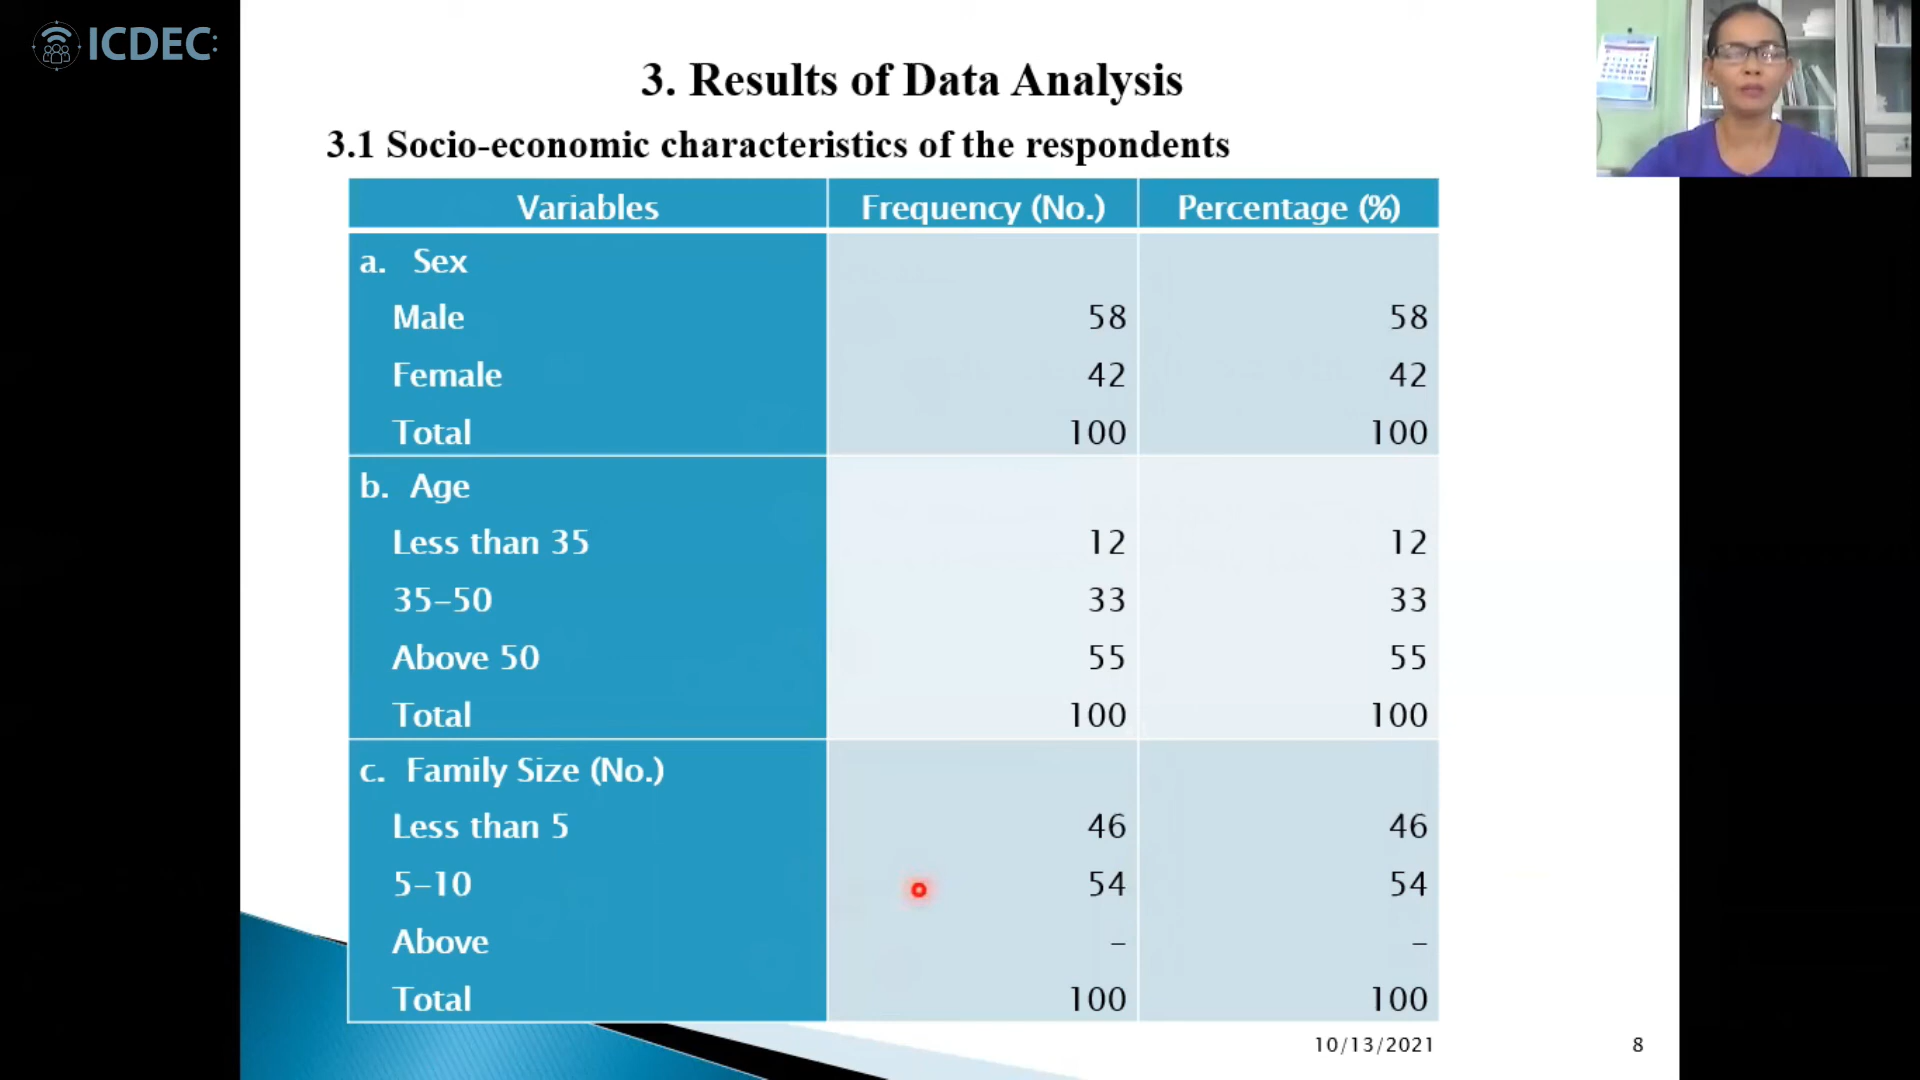 ICDEC:
3. Results of Data Analysis
3.1 Socio-economic characteristics of the respondents
Variables Frequency (No.) Percentage (%)
a. Sex
Male 58 58
Female 42 42
Total 100 100
b. Age
Less than 35 12 12
35-50 33 33
Above 50 55 55
Total 100 100
c. Family Size (No.)
Less than 5 46 46
5-10 54 54
Above - -
Total 100 100
10/13/2021 8